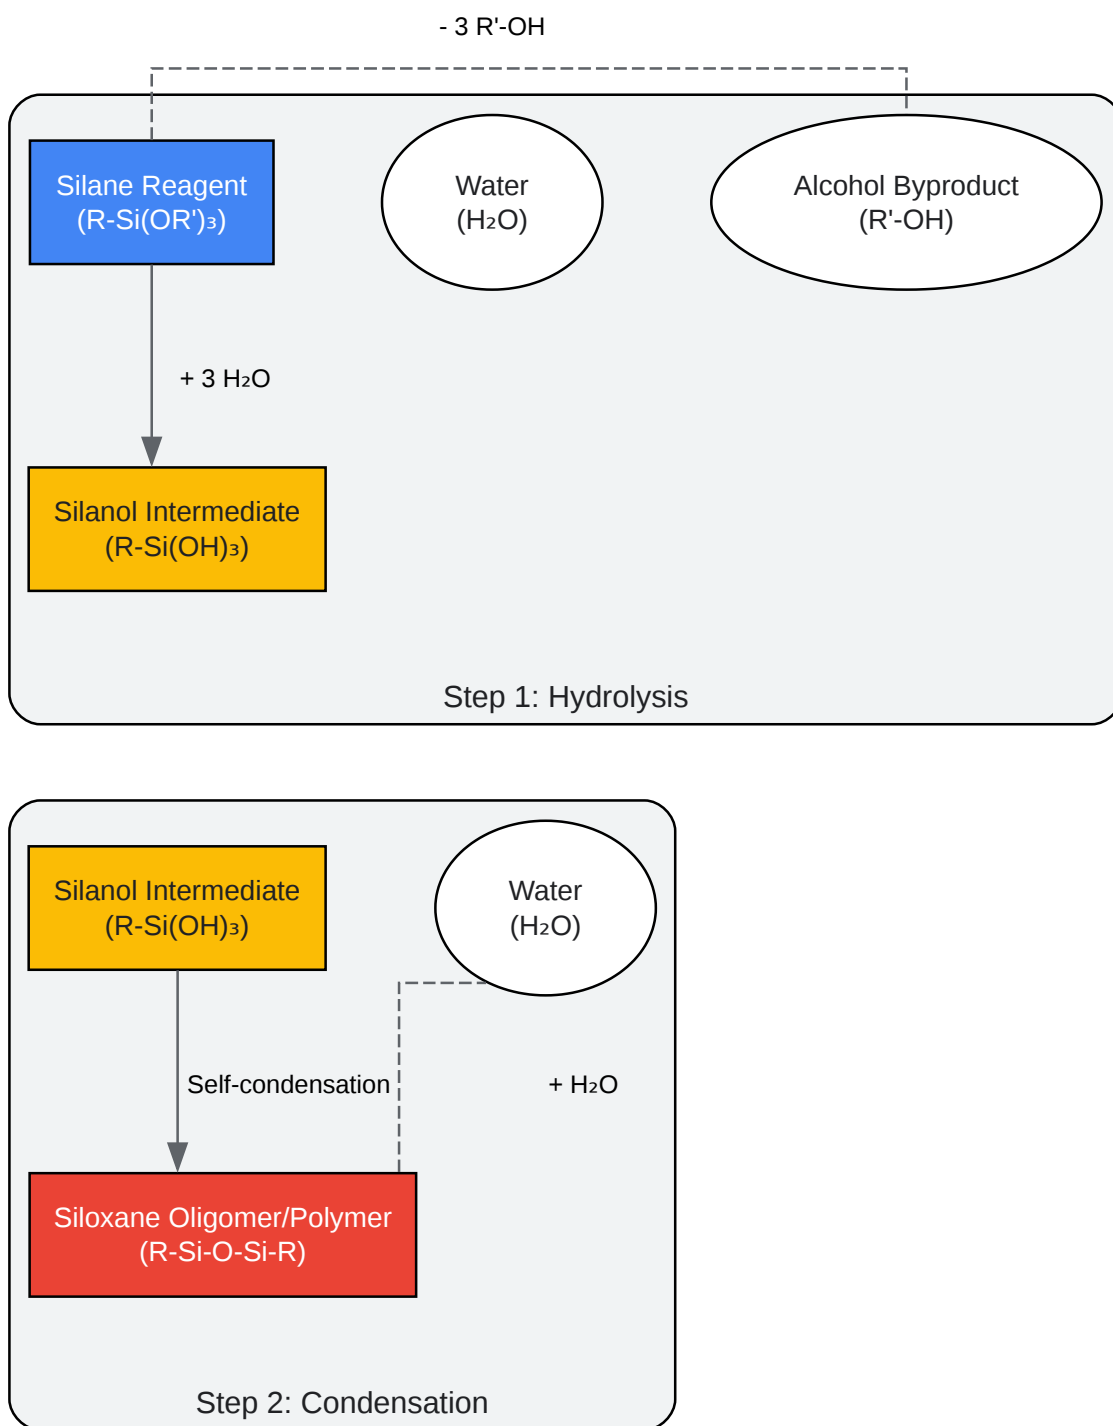 - 3 R'-OH
Silane Reagent
(R-Si(OR')₃)
Water
(H₂O)
Alcohol Byproduct
(R'-OH)
+ 3 H₂O
Silanol Intermediate
(R-Si(OH)₃)
Step 1: Hydrolysis
Silanol Intermediate
(R-Si(OH)₃)
Water
(H₂O)
Self-condensation
+ H₂O
Siloxane Oligomer/Polymer
(R-Si-O-Si-R)
Step 2: Condensation